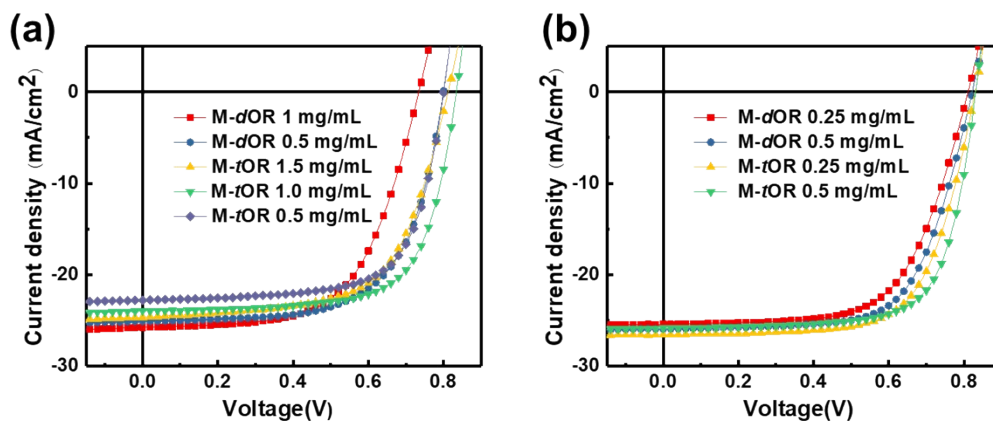 (a)
0
-10
-20
-30
Current density (mA/cm2)
M-dOR 1 mg/mL
M-dOR 0.5 mg/mL
M-tOR 1.5 mg/mL
M-tOR 1.0 mg/mL
M-tOR 0.5 mg/mL
0.0 0.2 0.4 0.6 0.8
Voltage(V)
(b)
0
-10
-20
-30
Current density (mA/cm2)
M-dOR 0.25 mg/mL
M-dOR 0.5 mg/mL
M-tOR 0.25 mg/mL
M-tOR 0.5 mg/mL
0.0 0.2 0.4 0.6 0.8
Voltage(V)